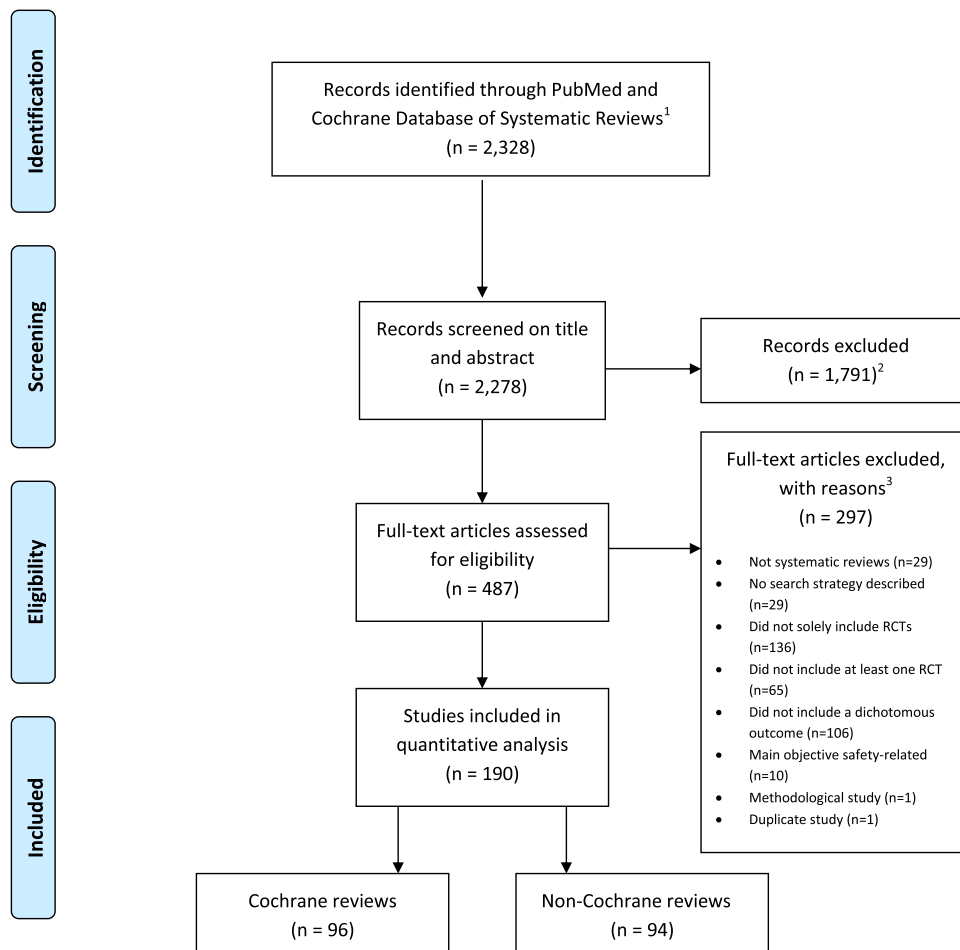 Identification
Records identified through PubMed and
Cochrane Database of Systematic Reviews1
(n = 2,328)
Screening
Records screened on title
and abstract
(n = 2,278)
Records excluded
(n = 1,791)2
Eligibility
Full-text articles assessed
for eligibility
(n = 487)
Full-text articles excluded,
with reasons3
(n = 297)
• Not systematic reviews (n=29)
• No search strategy described
(n=29)
• Did not solely include RCTs
(n=136)
• Did not include at least one RCT
(n=65)
• Did not include a dichotomous
outcome (n=106)
• Main objective safety-related
(n=10)
• Methodological study (n=1)
• Duplicate study (n=1)
Included
Studies included in
quantitative analysis
(n = 190)
Cochrane reviews
(n = 96)
Non-Cochrane reviews
(n = 94)